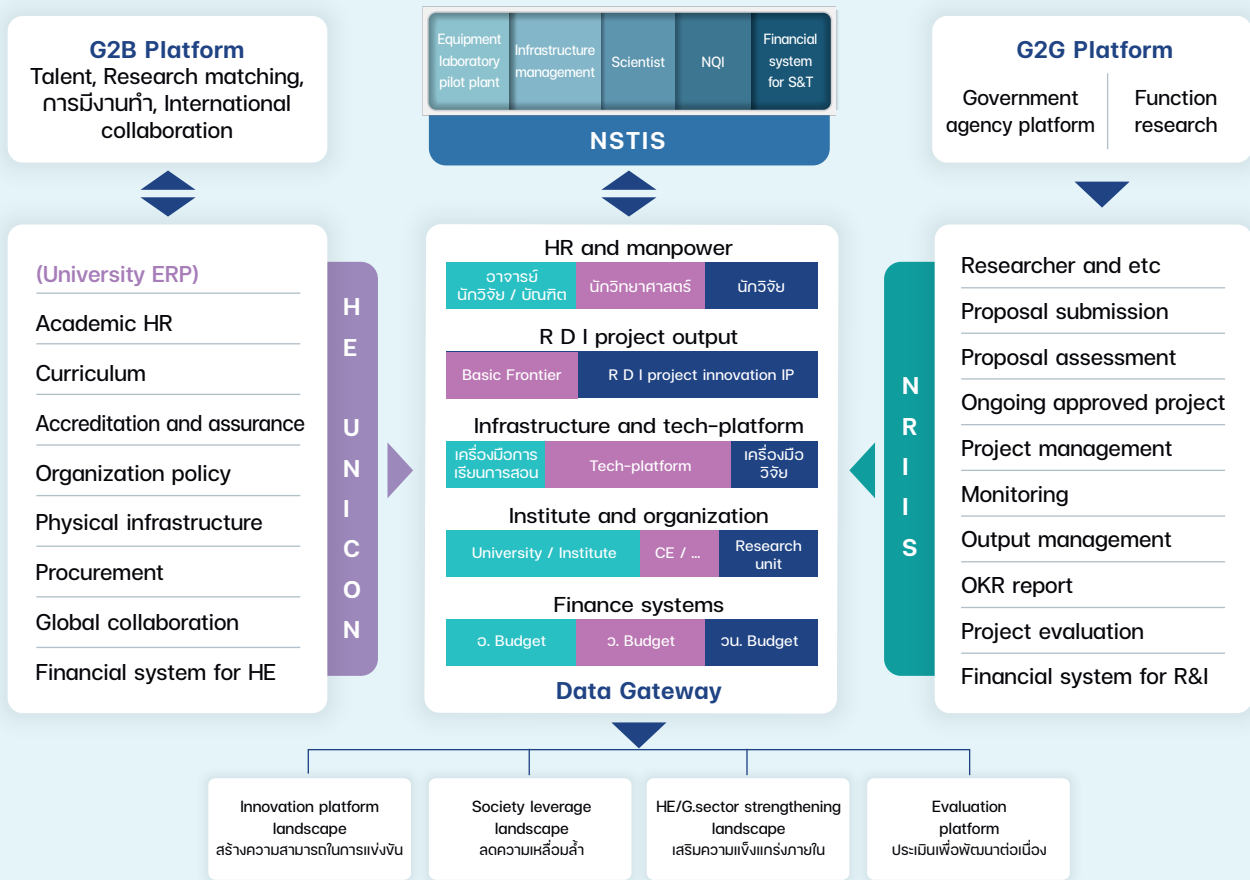 G2B Platform
Talent, Research matching,
การมีงานทำ, International
collaboration
Equipment
laboratory
pilot plant
Infrastructure
management
Scientist
NQI
Financial
system
for S&T
NSTIS
G2G Platform
Government
agency platform
Function
research
(University ERP)
Academic HR
Curriculum
Accreditation and assurance
Organization policy
Physical infrastructure
Procurement
Global collaboration
Financial system for HE
HE UNICON
HR and manpower
อาจารย์
นักวิจัย / บัณฑิต
นักวิทยาศาสตร์
นักวิจัย
R D I project output
Basic Frontier
R D I project innovation IP
Infrastructure and tech-platform
เครื่องมือการ
เรียนการสอน
Tech-platform
เครื่องมือ
วิจัย
Institute and organization
University / Institute
CE / ...
Research
unit
Finance systems
อ. Budget
ว. Budget
วน. Budget
Data Gateway
NRIIS
Researcher and etc
Proposal submission
Proposal assessment
Ongoing approved project
Project management
Monitoring
Output management
OKR report
Project evaluation
Financial system for R&I
Innovation platform
landscape
สร้างความสามารถในการแข่งขัน
Society leverage
landscape
ลดความเหลื่อมล้ำ
HE/G.sector strengthening
landscape
เสริมความแข็งแกร่งภายใน
Evaluation
platform
ประเมินเพื่อพัฒนาต่อเนื่อง